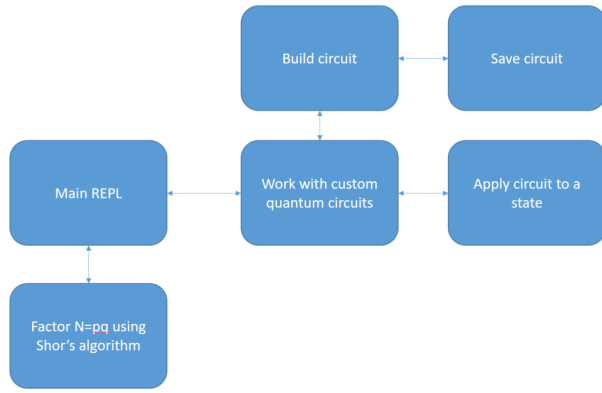 Build circuit
Save circuit
Main REPL
Work with custom
quantum circuits
Apply circuit to a
state
Factor N=pq using
Shor's algorithm